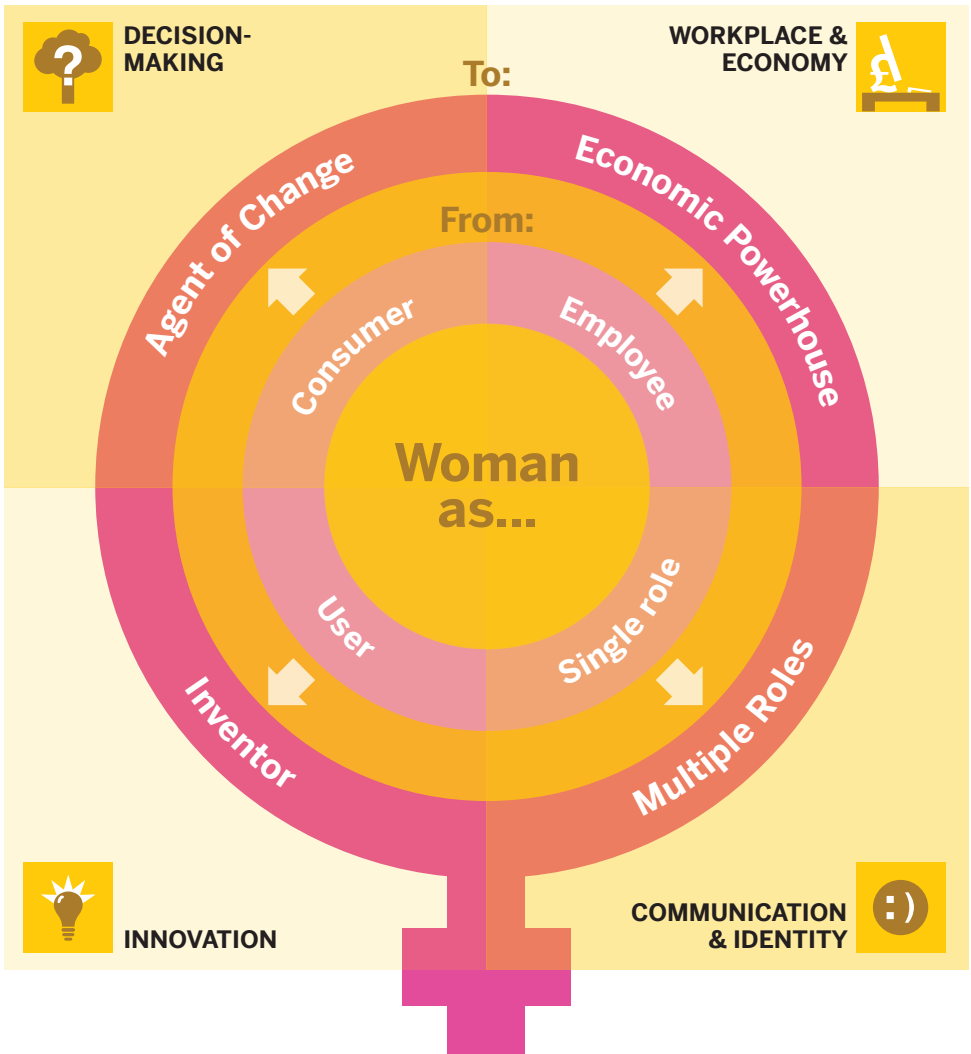 DECISION-
MAKING
WORKPLACE &
ECONOMY
£
?
To:
Agent of Change
Economic Powerhouse
From:
Consumer
Employee
Woman
as...
User
Single role
Inventor
Multiple Roles
INNOVATION
COMMUNICATION
& IDENTITY
:)